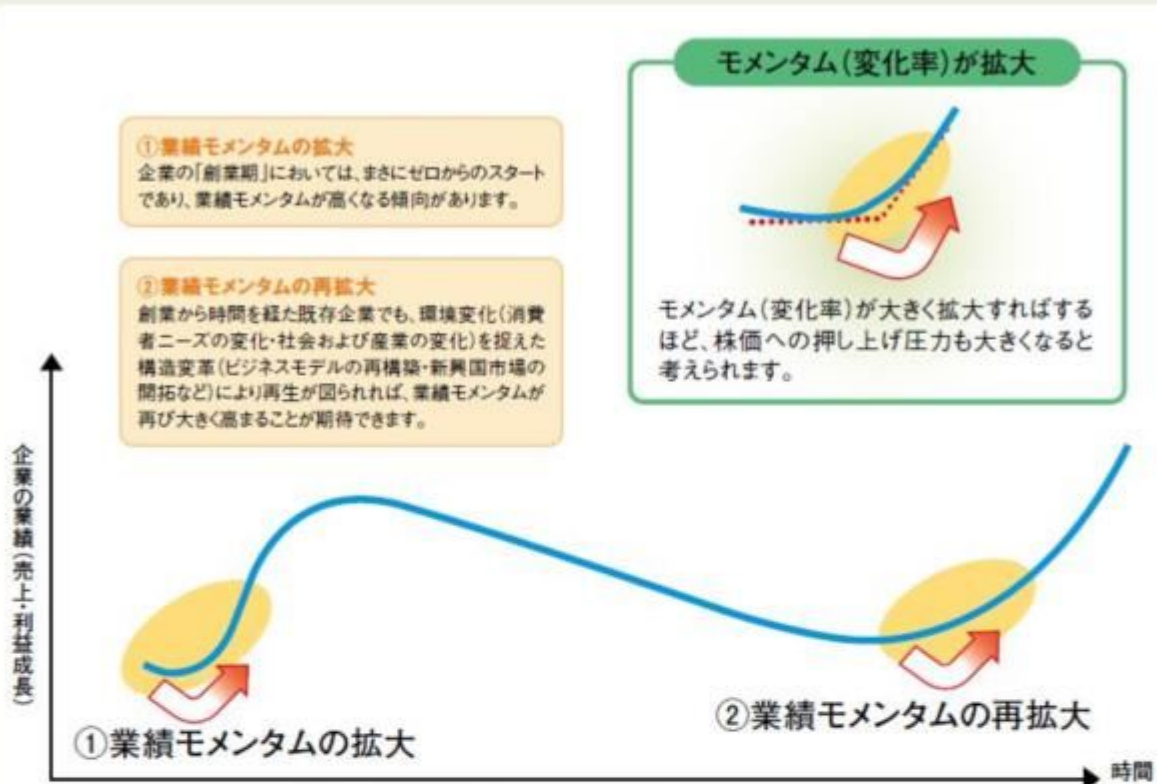 モメンタム(変化率)が拡大
①業績モメンタムの拡大
企業の「創業期」においては、まさにゼロからのスタート
であり、業績モメンタムが高くなる傾向があります。
②業績モメンタムの再拡大
創業から時間を経た既存企業でも、環境変化(消費
者ニーズの変化・社会および産業の変化)を捉えた
構造変革(ビジネスモデルの再構築・新興国市場の
開拓など)により再生が図られれば、業績モメンタムが
再び大きく高まることが期待できます。
モメンタム(変化率)が大きく拡大すればする
ほど、株価への押し上げ圧力も大きくなると
考えられます。
企業の業績(売上・利益成長)
①業績モメンタムの拡大
②業績モメンタムの再拡大
時間